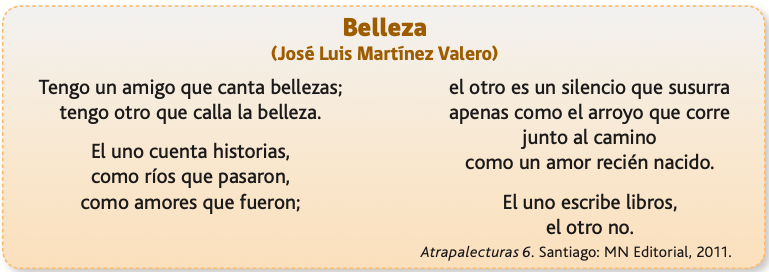 Belleza
(José Luis Martínez Valero)
Tengo un amigo que canta bellezas;
tengo otro que calla la belleza.
El uno cuenta historias,
como ríos que pasaron,
como amores que fueron;
el otro es un silencio que susurra
apenas como el arroyo que corre
junto al camino
como un amor recién nacido.
El uno escribe libros,
el otro no.
Atrapalecturas 6. Santiago: MN Editorial, 2011.